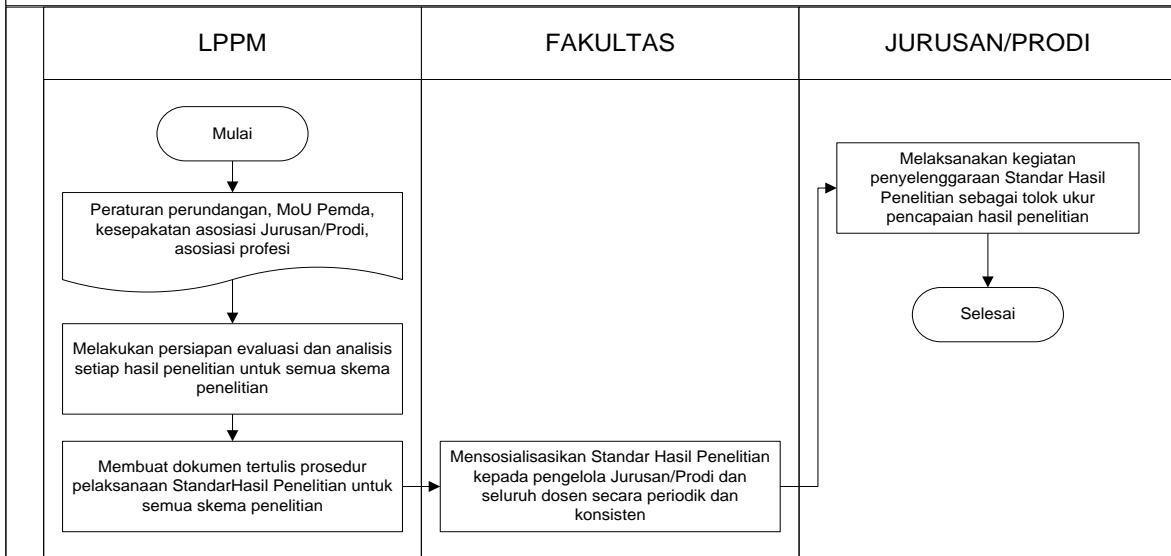 LPPM
FAKULTAS
JURUSAN/PRODI
Mulai
Peraturan perundangan, MoU Pemda,
kesepakatan asosiasi Jurusan/Prodi,
asosiasi profesi
Melakukan persiapan evaluasi dan analisis
setiap hasil penelitian untuk semua skema
penelitian
Membuat dokumen tertulis prosedur
pelaksanaan StandarHasil Penelitian untuk
semua skema penelitian
Mensosialisasikan Standar Hasil Penelitian
kepada pengelola Jurusan/Prodi dan
seluruh dosen secara periodik dan
konsisten
Melaksanakan kegiatan
penyelenggaraan Standar Hasil
Penelitian sebagai tolok ukur
pencapaian hasil penelitian
Selesai